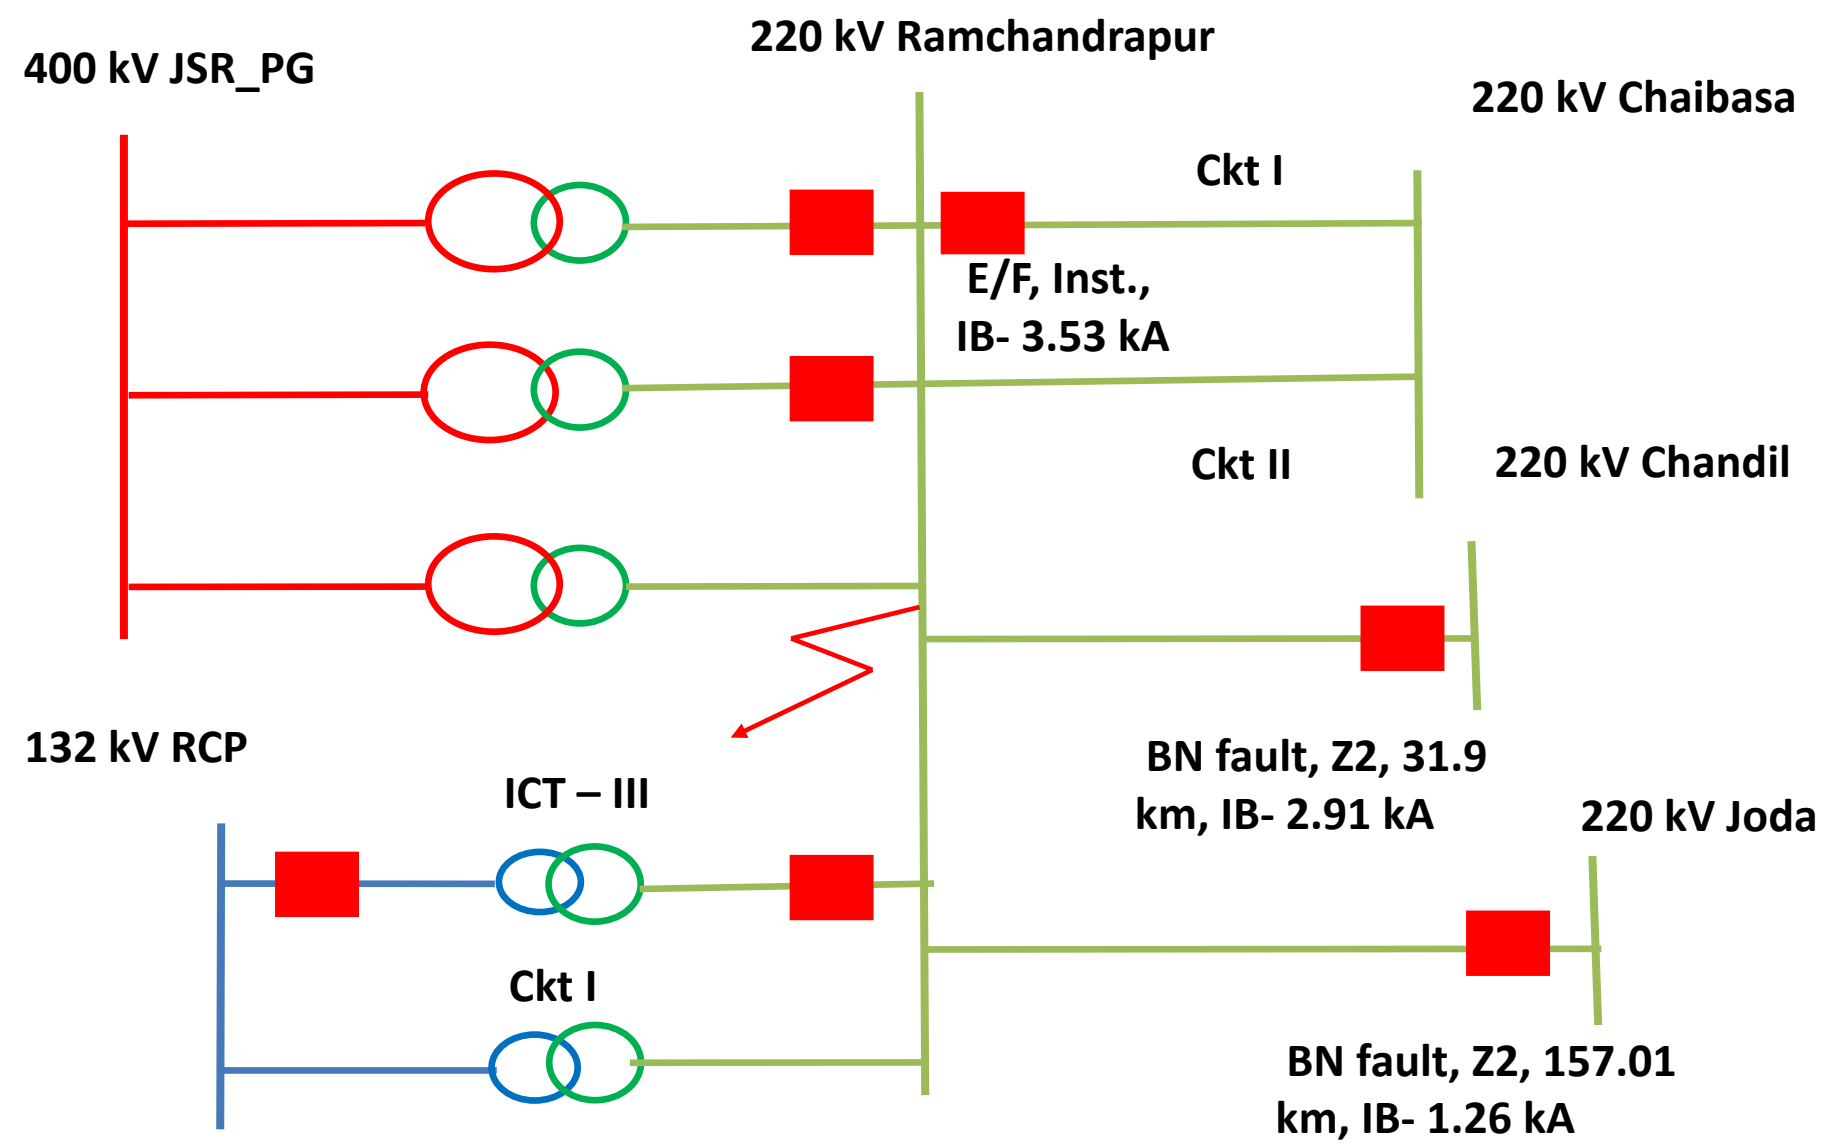 220 kV Ramchandrapur
400 kV JSR_PG
220 kV Chaibasa
Ckt I
E/F, Inst.,
IB- 3.53 kA
Ckt II
220 kV Chandil
132 kV RCP
BN fault, Z2, 31.9
km, IB- 2.91 kA
ICT – III
220 kV Joda
Ckt I
BN fault, Z2, 157.01
km, IB- 1.26 kA